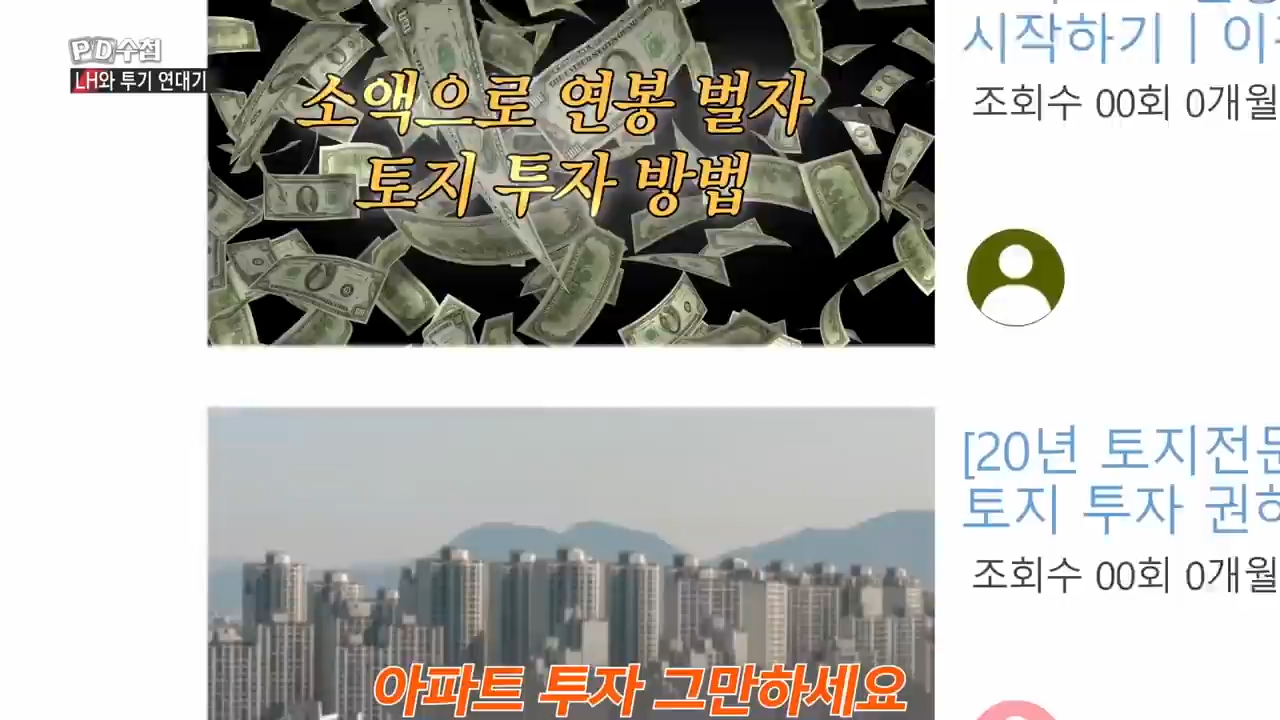 PD수첩
LH와 투기 연대기
소액으로 연봉 벌자
토지 투자 방법
시작하기 | 이
조회수 00회 0개월
[20년 토지전문
토지 투자 권하
조회수 00회 0개월
아파트 투자 그만하세요